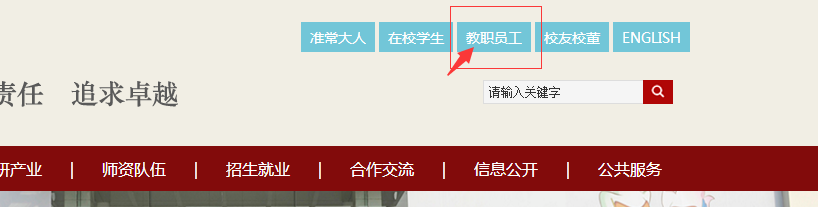 准常大人 在校学生 教职员工 校友校董 ENGLISH
责任 追求卓越
请输入关键字
研产业 师资队伍 招生就业 合作交流 信息公开 公共服务